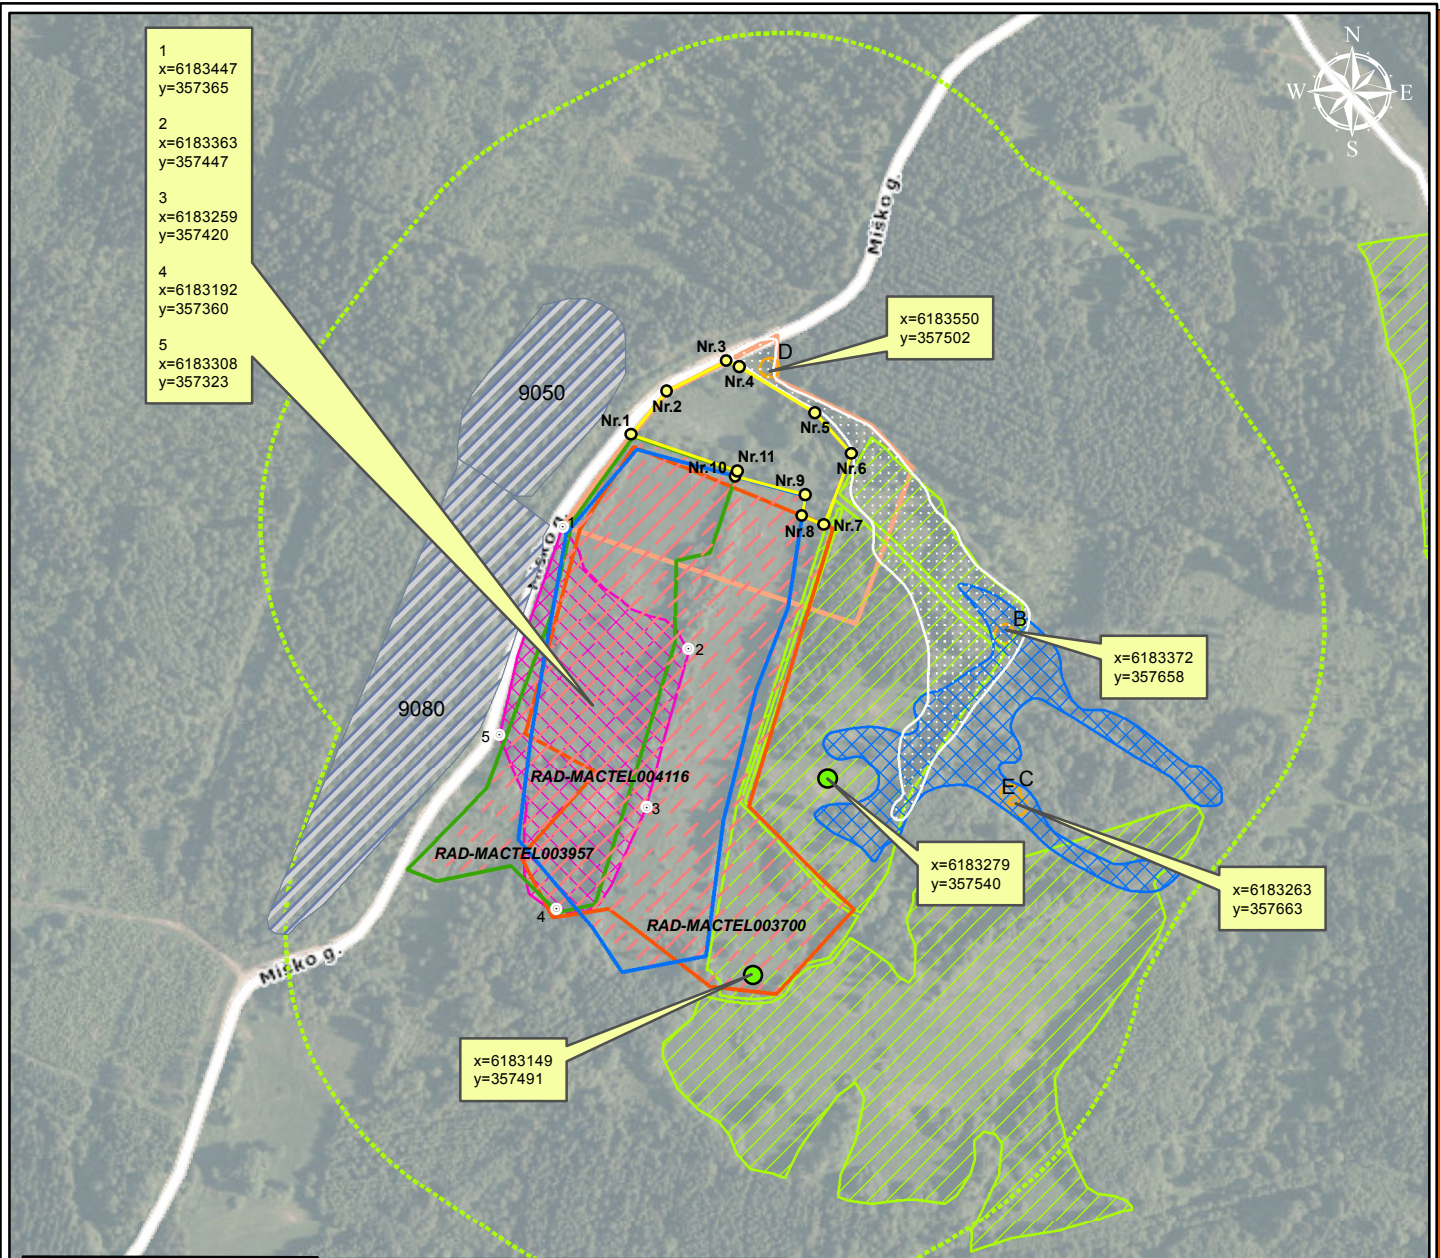 1
x=6183447
y=357365
2
x=6183363
y=357447
3
x=6183259
y=357420
4
x=6183192
y=357360
5
x=6183308
y=357323
N
W
E
S
Miško g.
x=6183550
y=357502
D
Nr.3
Nr.4
Nr.2
Nr.1
Nr.5
Nr.6
Nr.11
Nr.10
Nr.9
Nr.8
Nr.7
9050
1
Miško g.
2
B
x=6183372
y=357658
9080
5
RAD-MACTEL004116
3
E
C
RAD-MACTEL003957
x=6183279
y=357540
x=6183263
y=357663
4
RAD-MACTEL003700
Miško g.
x=6183149
y=357491